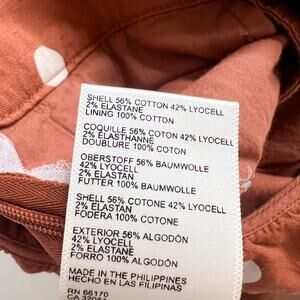 SHELL 56% COTTON 42% LYOCELL
2% ELASTANE
LINING 100% COTTON
COQUILLE 56% COTON 42% LYOCELL
2% ELASTHANNE
DOUBLURE 100% COTON
OBERSTOFF 56% BAUMWOLLE
42% LYOCELL
2% ELASTAN
FUTTER 100% BAUMWOLLE
SHELL 56% COTONE 42% LYOCELL
2% ELASTAN
FODERA 100% COTONE
EXTERIOR 56% ALGODÓN
42% LYOCELL
2% ELASTANE
FORRO 100% ALGODÓN
MADE IN THE PHILIPPINES
HECHO EN LAS FILIPINAS
RN 66170
CA